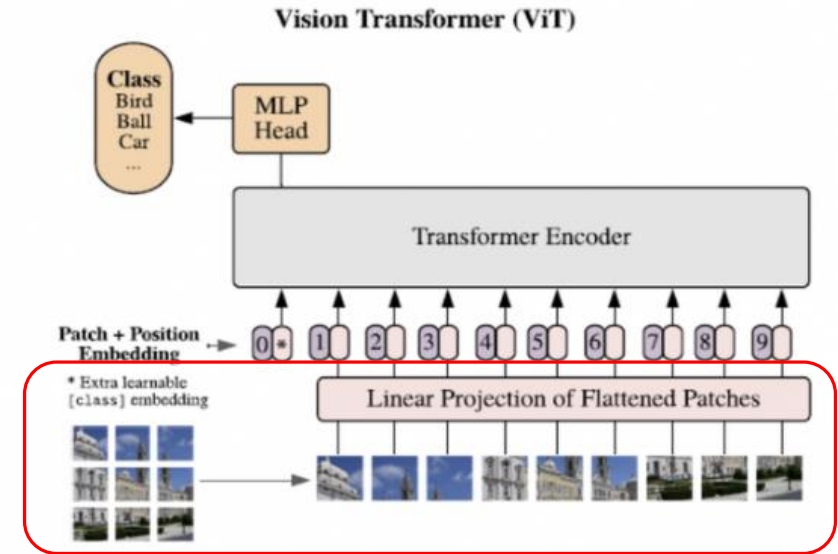 Vision Transformer (ViT)
Class
Bird
Ball
Car
...
MLP
Head
Transformer Encoder
Patch + Position
Embedding
0 * 1 2 3 4 5 6 7 8 9
* Extra learnable
[class] embedding
Linear Projection of Flattened Patches